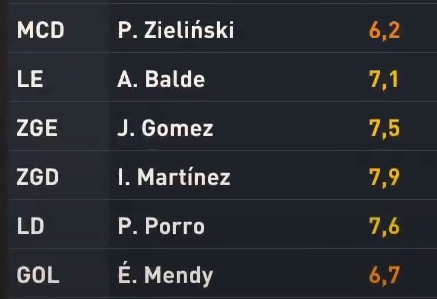 MCD P. Zieliński 6,2
LE A. Balde 7,1
ZGE J. Gomez 7,5
ZGD I. Martínez 7,9
LD P. Porro 7,6
GOL É. Mendy 6,7